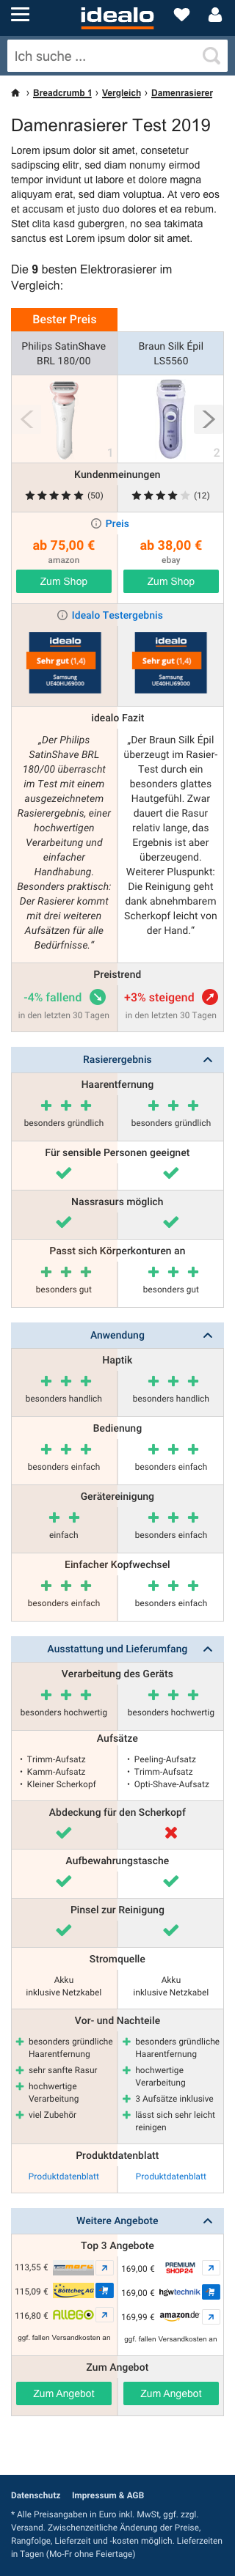 idealo
Ich suche ...
Breadcrumb 1 > Vergleich > Damenrasierer
Damenrasierer Test 2019
Lorem ipsum dolor sit amet, consetetur
sadipscing elitr, sed diam nonumy eirmod
tempor invidunt ut labore et dolore magna
aliquyam erat, sed diam voluptua. At vero eos
et accusam et justo duo dolores et ea rebum.
Stet clita kasd gubergren, no sea takimata
sanctus est Lorem ipsum dolor sit amet.
Die 9 besten Elektrorasierer im
Vergleich:
Bester Preis
Philips SatinShave
BRL 180/00
Braun Silk Épil
LS5560
1
2
Kundenmeinungen
(50)
(12)
Preis
ab 75,00 €
ab 38,00 €
amazon
ebay
Zum Shop
Zum Shop
Idealo Testergebnis
idealo
Sehr gut (1,4)
Samsung
UE40HU69000
idealo
Sehr gut (1,4)
Samsung
UE40HU69000
idealo Fazit
„Der Philips
SatinShave BRL
180/00 überrascht
im Test mit einem
ausgezeichnetem
Rasierergebnis, einer
hochwertigen
Verarbeitung und
einfacher
Handhabung.
Besonders praktisch:
Der Rasierer kommt
mit drei weiteren
Aufsätzen für alle
Bedürfnisse.“
„Der Braun Silk Épil
überzeugt im Rasier-
Test durch ein
besonders glattes
Hautgefühl. Zwar
dauert die Rasur
relativ lange, das
Ergebnis ist aber
überzeugend.
Weiterer Pluspunkt:
Die Reinigung geht
dank abnehmbarem
Scherkopf leicht von
der Hand.“
Preistrend
-4% fallend
+3% steigend
in den letzten 30 Tagen
in den letzten 30 Tagen
Rasierergebnis
Haarentfernung
besonders gründlich
besonders gründlich
Für sensible Personen geeignet
Nassrasurs möglich
Passt sich Körperkonturen an
besonders gut
besonders gut
Anwendung
Haptik
besonders handlich
besonders handlich
Bedienung
besonders einfach
besonders einfach
Gerätereinigung
einfach
besonders einfach
Einfacher Kopfwechsel
besonders einfach
besonders einfach
Ausstattung und Lieferumfang
Verarbeitung des Geräts
besonders hochwertig
besonders hochwertig
Aufsätze
• Trimm-Aufsatz
• Kamm-Aufsatz
• Kleiner Scherkopf
• Peeling-Aufsatz
• Trimm-Aufsatz
• Opti-Shave-Aufsatz
Abdeckung für den Scherkopf
Aufbewahrungstasche
Pinsel zur Reinigung
Stromquelle
Akku
inklusive Netzkabel
Akku
inklusive Netzkabel
Vor- und Nachteile
besonders gründliche
Haarentfernung
sehr sanfte Rasur
hochwertige
Verarbeitung
viel Zubehör
besonders gründliche
Haarentfernung
hochwertige
Verarbeitung
3 Aufsätze inklusive
lässt sich sehr leicht
reinigen
Produktdatenblatt
Produktdatenblatt
Produktdatenblatt
Weitere Angebote
Top 3 Angebote
113,55 €
115,09 € Böttcher AG
116,80 € ALLEGO
ggf. fallen Versandkosten an
169,00 € PREMIUM SHOP24
169,00 € hgwtechnik
169,99 € amazon.de
ggf. fallen Versandkosten an
Zum Angebot
Zum Angebot
Zum Angebot
Datenschutz Impressum & AGB
* Alle Preisangaben in Euro inkl. MwSt, ggf. zzgl.
Versand. Zwischenzeitliche Änderung der Preise,
Rangfolge, Lieferzeit und -kosten möglich. Lieferzeiten
in Tagen (Mo-Fr ohne Feiertage)